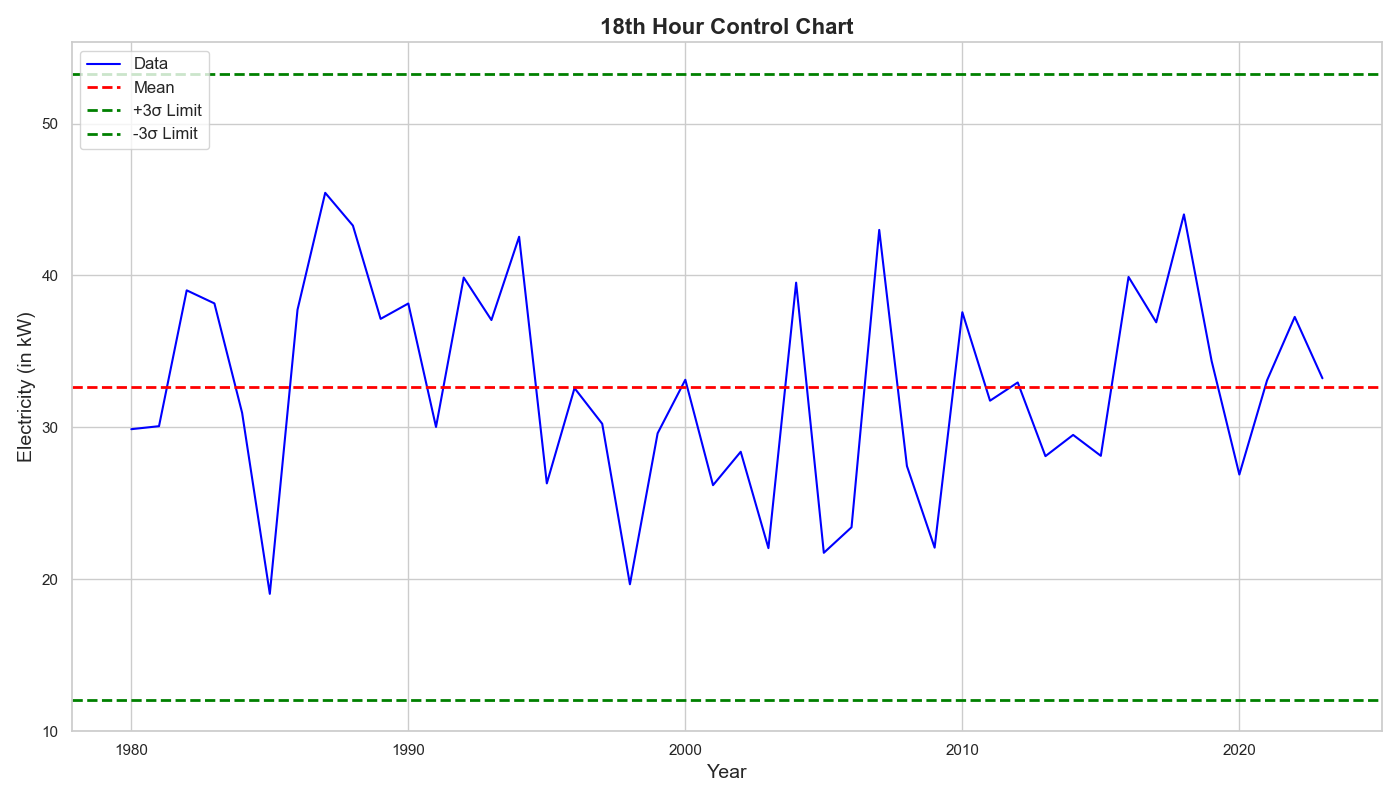 18th Hour Control Chart
Data
Mean
+3σ Limit
-3σ Limit
Electricity (in kW)
50
40
30
20
10
1980 1990 2000 2010 2020
Year